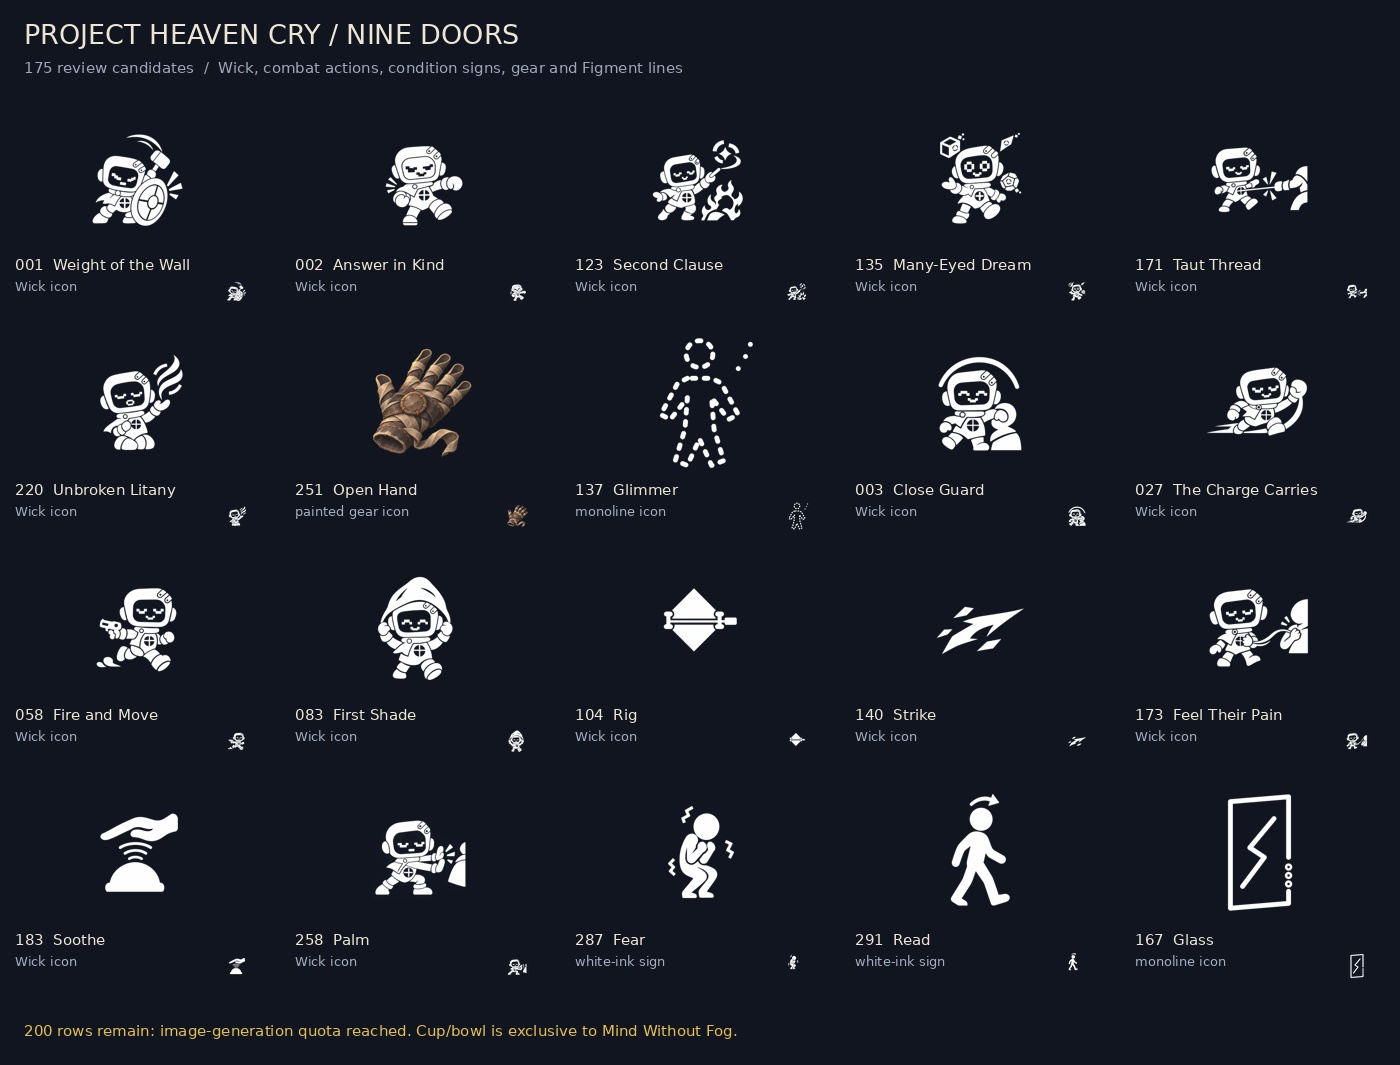 PROJECT HEAVEN CRY / NINE DOORS
175 review candidates / Wick, combat actions, condition signs, gear and Figment lines
001 Weight of the Wall
Wick icon
002 Answer in Kind
Wick icon
123 Second Clause
Wick icon
135 Many-Eyed Dream
Wick icon
171 Taut Thread
Wick icon
220 Unbroken Litany
Wick icon
251 Open Hand
painted gear icon
137 Glimmer
monoline icon
003 Close Guard
Wick icon
027 The Charge Carries
Wick icon
058 Fire and Move
Wick icon
083 First Shade
Wick icon
104 Rig
Wick icon
140 Strike
Wick icon
173 Feel Their Pain
Wick icon
183 Soothe
Wick icon
258 Palm
Wick icon
287 Fear
white-ink sign
291 Read
white-ink sign
167 Glass
monoline icon
200 rows remain: image-generation quota reached. Cup/bowl is exclusive to Mind Without Fog.